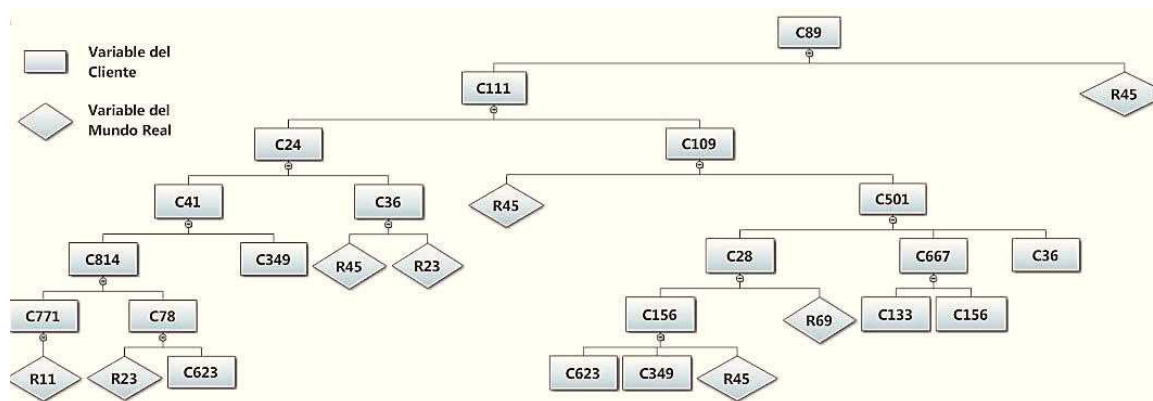 C89
Variable del
Cliente
C111
R45
Variable del
Mundo Real
C24
C109
C41
C36
R45
C501
C814
C349
R45
R23
C28
C667
C36
C771
C78
C156
R69
C133
C156
R11
R23
C623
C623
C349
R45